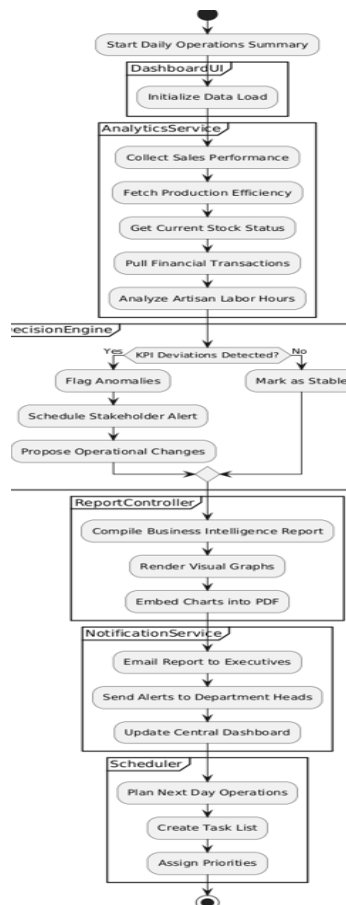 Start Daily Operations Summary
DashboardUI
Initialize Data Load
AnalyticsService
Collect Sales Performance
Fetch Production Efficiency
Get Current Stock Status
Pull Financial Transactions
Analyze Artisan Labor Hours
ecisionEngine
Yes
KPI Deviations Detected?
No
Flag Anomalies
Mark as Stable
Schedule Stakeholder Alert
Propose Operational Changes
ReportController
Compile Business Intelligence Report
Render Visual Graphs
Embed Charts into PDF
NotificationService
Email Report to Executives
Send Alerts to Department Heads
Update Central Dashboard
Scheduler
Plan Next Day Operations
Create Task List
Assign Priorities